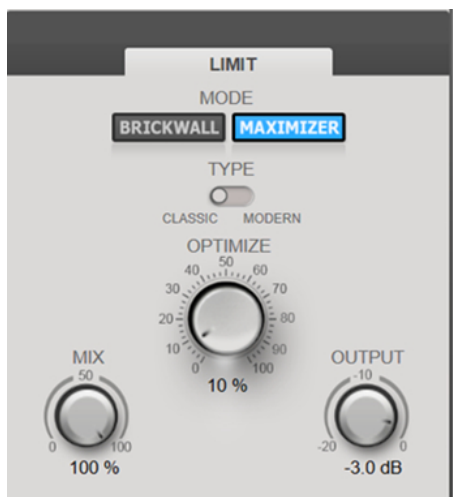 LIMIT
MODE
BRICKWALL MAXIMIZER
TYPE
CLASSIC MODERN
OPTIMIZE
0 10 20 30 40 50 60 70 80 90 100
10 %
MIX
0 50 100
100 %
OUTPUT
-20 -10 0
-3.0 dB